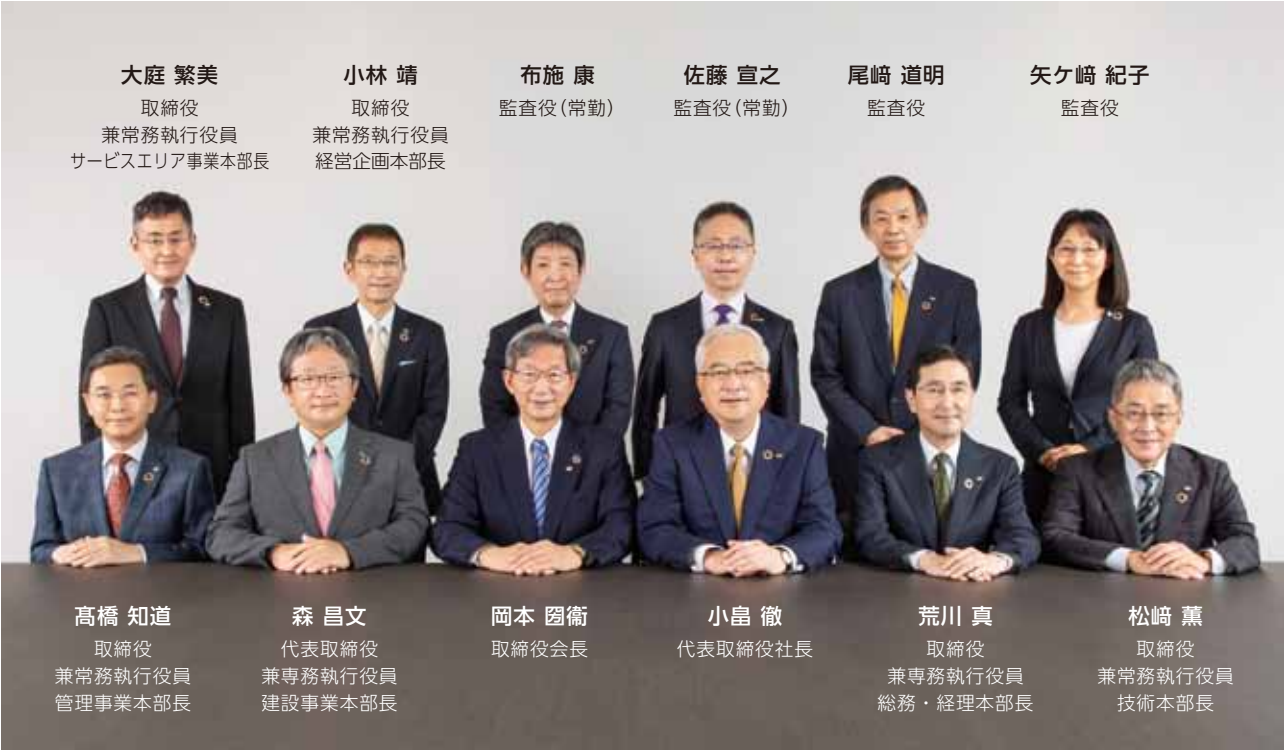 大庭 繁美
取締役
兼常務執行役員
サービスエリア事業本部長
小林 靖
取締役
兼常務執行役員
経営企画本部長
布施 康
監査役(常勤)
佐藤 宣之
監査役(常勤)
尾﨑 道明
監査役
矢ケ﨑 紀子
監査役
髙橋 知道
取締役
兼常務執行役員
管理事業本部長
森 昌文
代表取締役
兼専務執行役員
建設事業本部長
岡本 圀衞
取締役会長
小畠 徹
代表取締役社長
荒川 真
取締役
兼専務執行役員
総務・経理本部長
松﨑 薫
取締役
兼常務執行役員
技術本部長